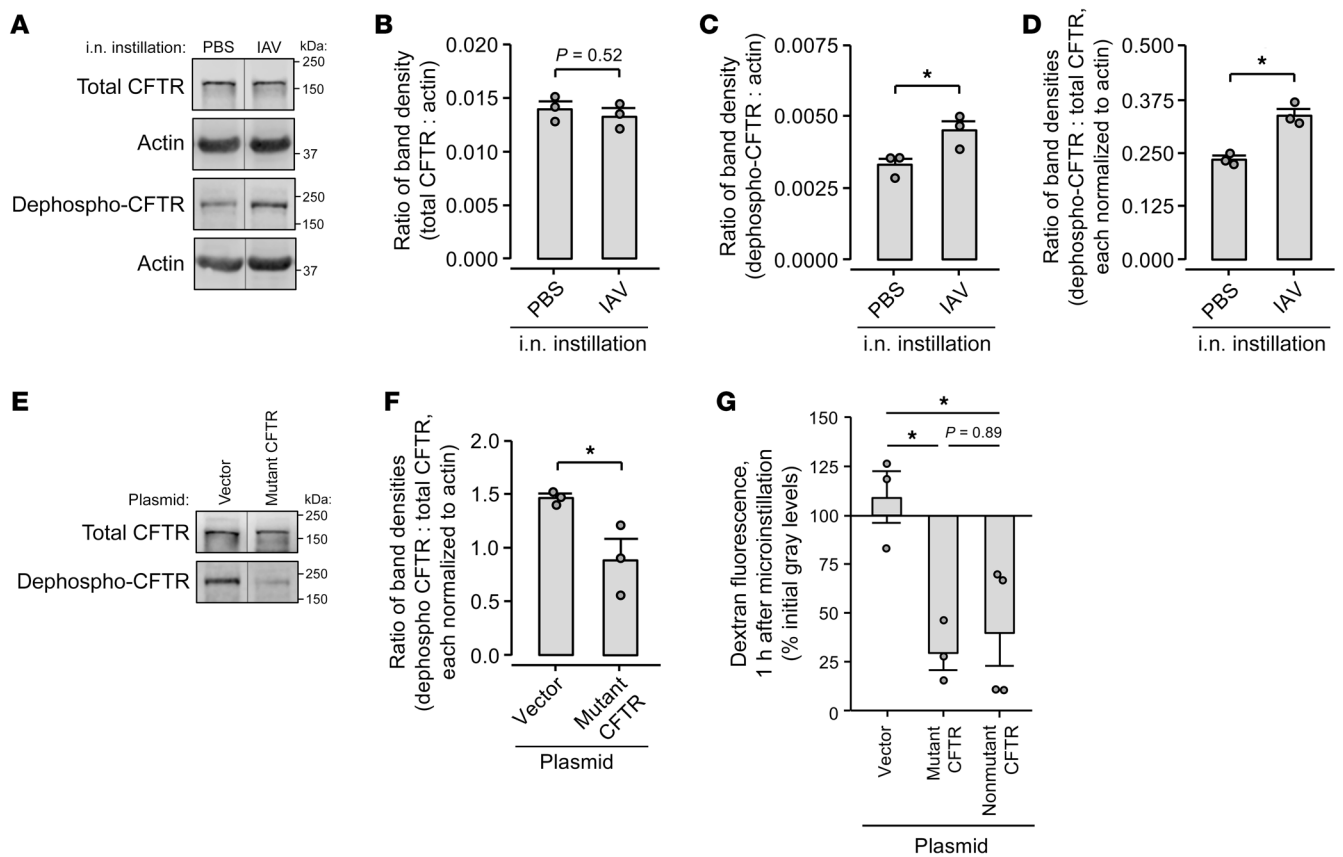 A
i.n. instillation: PBS IAV kDa:
Total CFTR
250
150
Actin
37
Dephospho-CFTR
250
150
Actin
37
B
Ratio of band density
(total CFTR : actin)
0.020
0.015
0.010
0.005
0.000
P = 0.52
PBS IAV
i.n. instillation
C
Ratio of band density
(dephospho-CFTR : actin)
0.0075
0.0050
0.0025
0.0000
*
PBS IAV
i.n. instillation
D
Ratio of band densities
(dephospho-CFTR : total CFTR,
each normalized to actin)
0.500
0.375
0.250
0.125
0.000
*
PBS IAV
i.n. instillation
E
Plasmid: Vector Mutant CFTR kDa:
Total CFTR
250
150
Dephospho-CFTR
250
150
F
Ratio of band densities
(dephospho CFTR : total CFTR,
each normalized to actin)
2.0
1.5
1.0
0.5
0.0
*
Vector
Mutant
CFTR
Plasmid
G
Dextran fluorescence,
1 h after microinstillation
(% initial gray levels)
150
125
100
75
50
25
0
*
*
P = 0.89
Vector
Mutant
CFTR
Nonmutant
CFTR
Plasmid